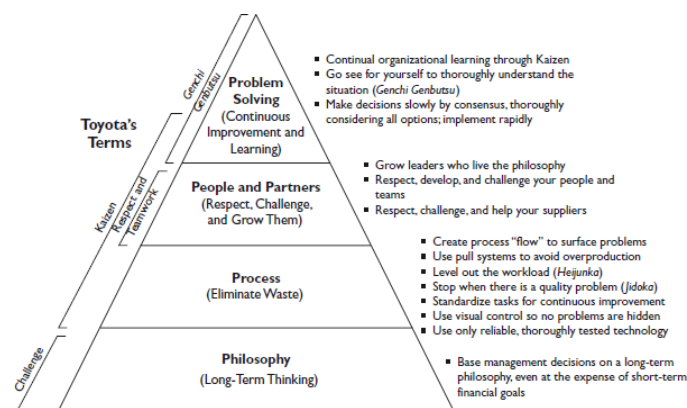 Toyota's
Terms
Genchi
Genbutsu
Kaizen
Respect and
Teamwork
Challenge
Problem
Solving
(Continuous
Improvement and
Learning)
▪ Continual organizational learning through Kaizen
▪ Go see for yourself to thoroughly understand the
situation (Genchi Genbutsu)
▪ Make decisions slowly by consensus, thoroughly
considering all options; implement rapidly
People and Partners
(Respect, Challenge,
and Grow Them)
▪ Grow leaders who live the philosophy
▪ Respect, develop, and challenge your people and
teams
▪ Respect, challenge, and help your suppliers
Process
(Eliminate Waste)
▪ Create process "flow" to surface problems
▪ Use pull systems to avoid overproduction
▪ Level out the workload (Heijunka)
▪ Stop when there is a quality problem (Jidoka)
▪ Standardize tasks for continuous improvement
▪ Use visual control so no problems are hidden
▪ Use only reliable, thoroughly tested technology
Philosophy
(Long-Term Thinking)
▪ Base management decisions on a long-term
philosophy, even at the expense of short-term
financial goals